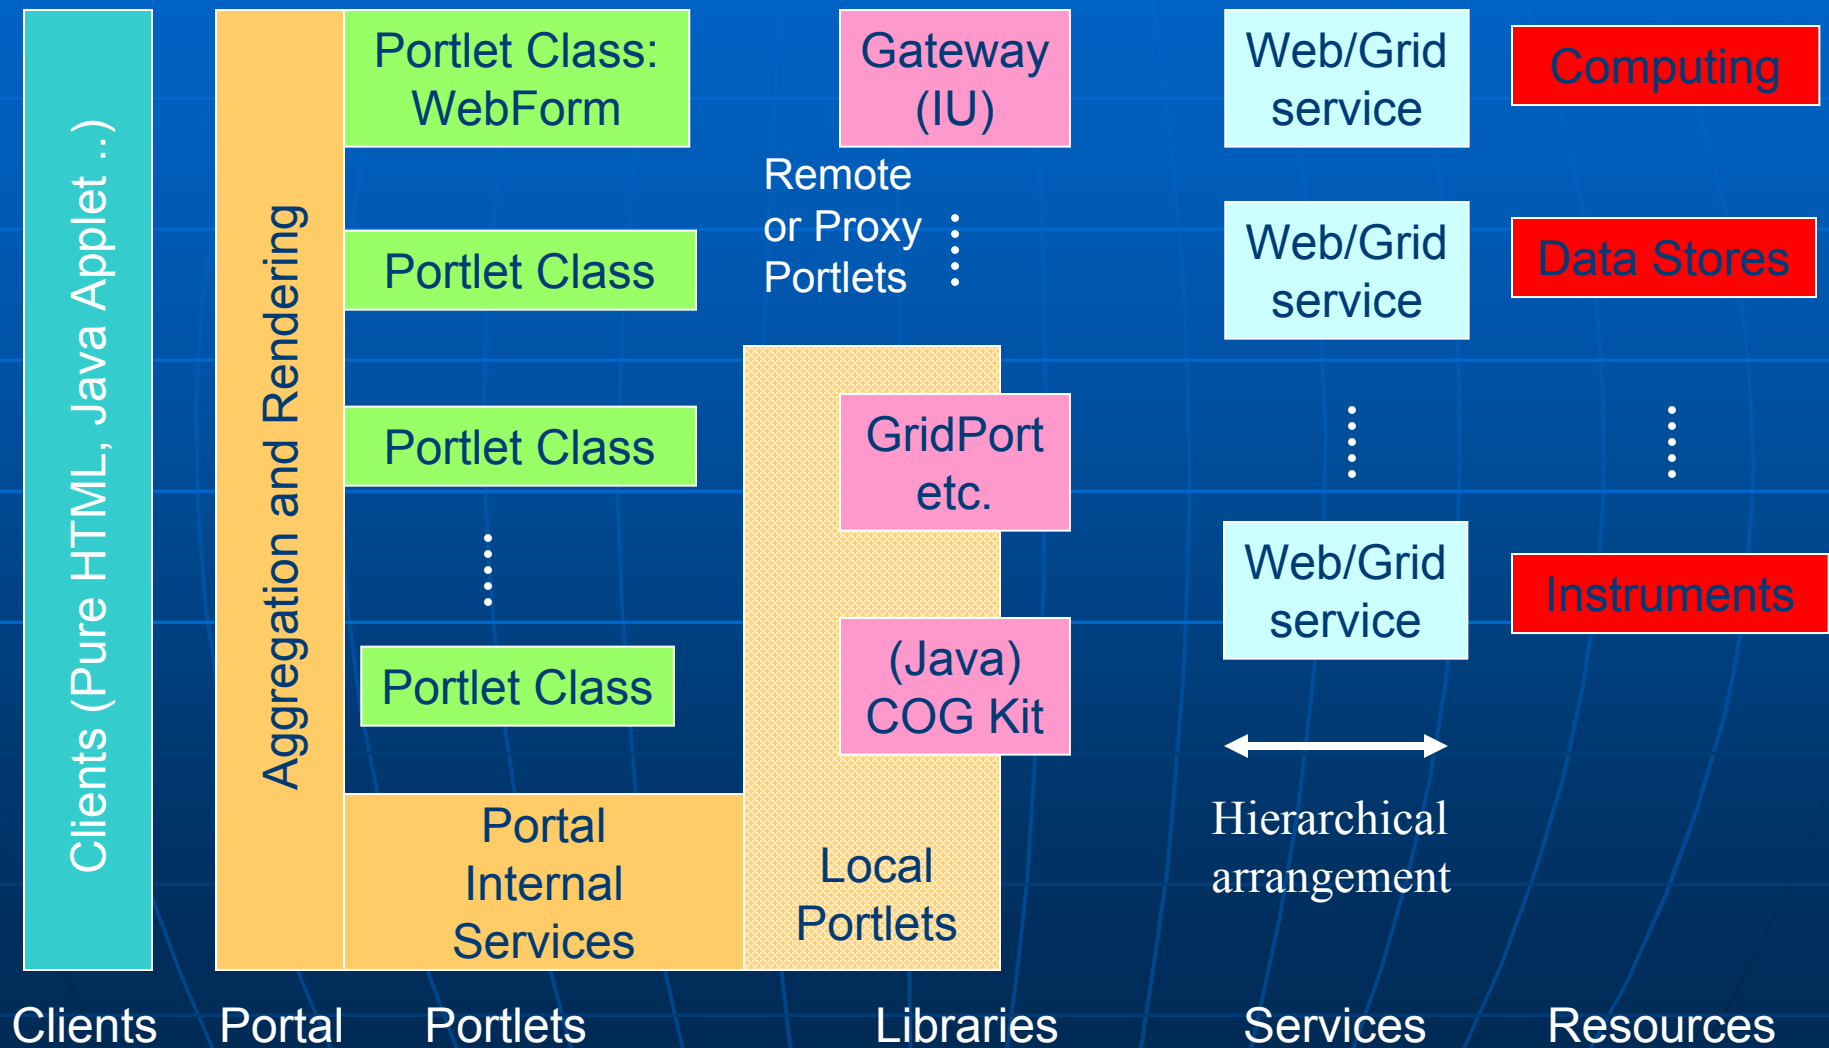 Clients (Pure HTML, Java Applet ..)
Aggregation and Rendering
Portlet Class:
WebForm
Portlet Class
Portlet Class
Portlet Class
Portal
Internal
Services
Gateway
(IU)
Remote
or Proxy
Portlets
GridPort
etc.
(Java)
COG Kit
Local
Portlets
Web/Grid
service
Web/Grid
service
Web/Grid
service
Hierarchical
arrangement
Computing
Data Stores
Instruments
Clients
Portal
Portlets
Libraries
Services
Resources